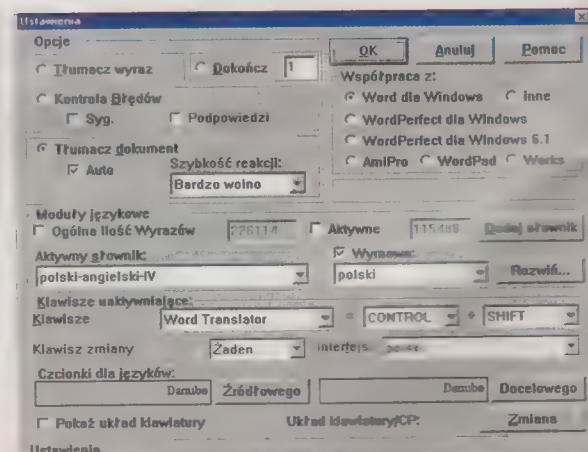 Ustawienia
Opcje
OK Anuluj Pomoc
Tłumacz wyraz Dokończ 1
Współpraca z:
Kontrola Błędów
Word dla Windows inne
Syg. Podpowiedzi
WordPerfect dla Windows
WordPerfect dla Windows 6.1
Tłumacz dokument
AmiPro WordPad Works
Auto Szybkość reakcji:
Bardzo wolno
Moduły językowe
Ogólna Ilość Wyrazów 226114 Aktywne 115488 Dodaj słownik
Aktywny słownik: Wymowa:
polski-angielski-IV polski Rozwiń...
Klawisze uaktywniające:
Klawisze Word Translator = CONTROL + SHIFT
Klawisz zmiany Żaden Interfejs:
Czcionki dla języków:
Danube Źródłowego Danube Docelowego
Pokaż układ klawiatury Układ klawiatury/CP: Zmiana
Ustawienia